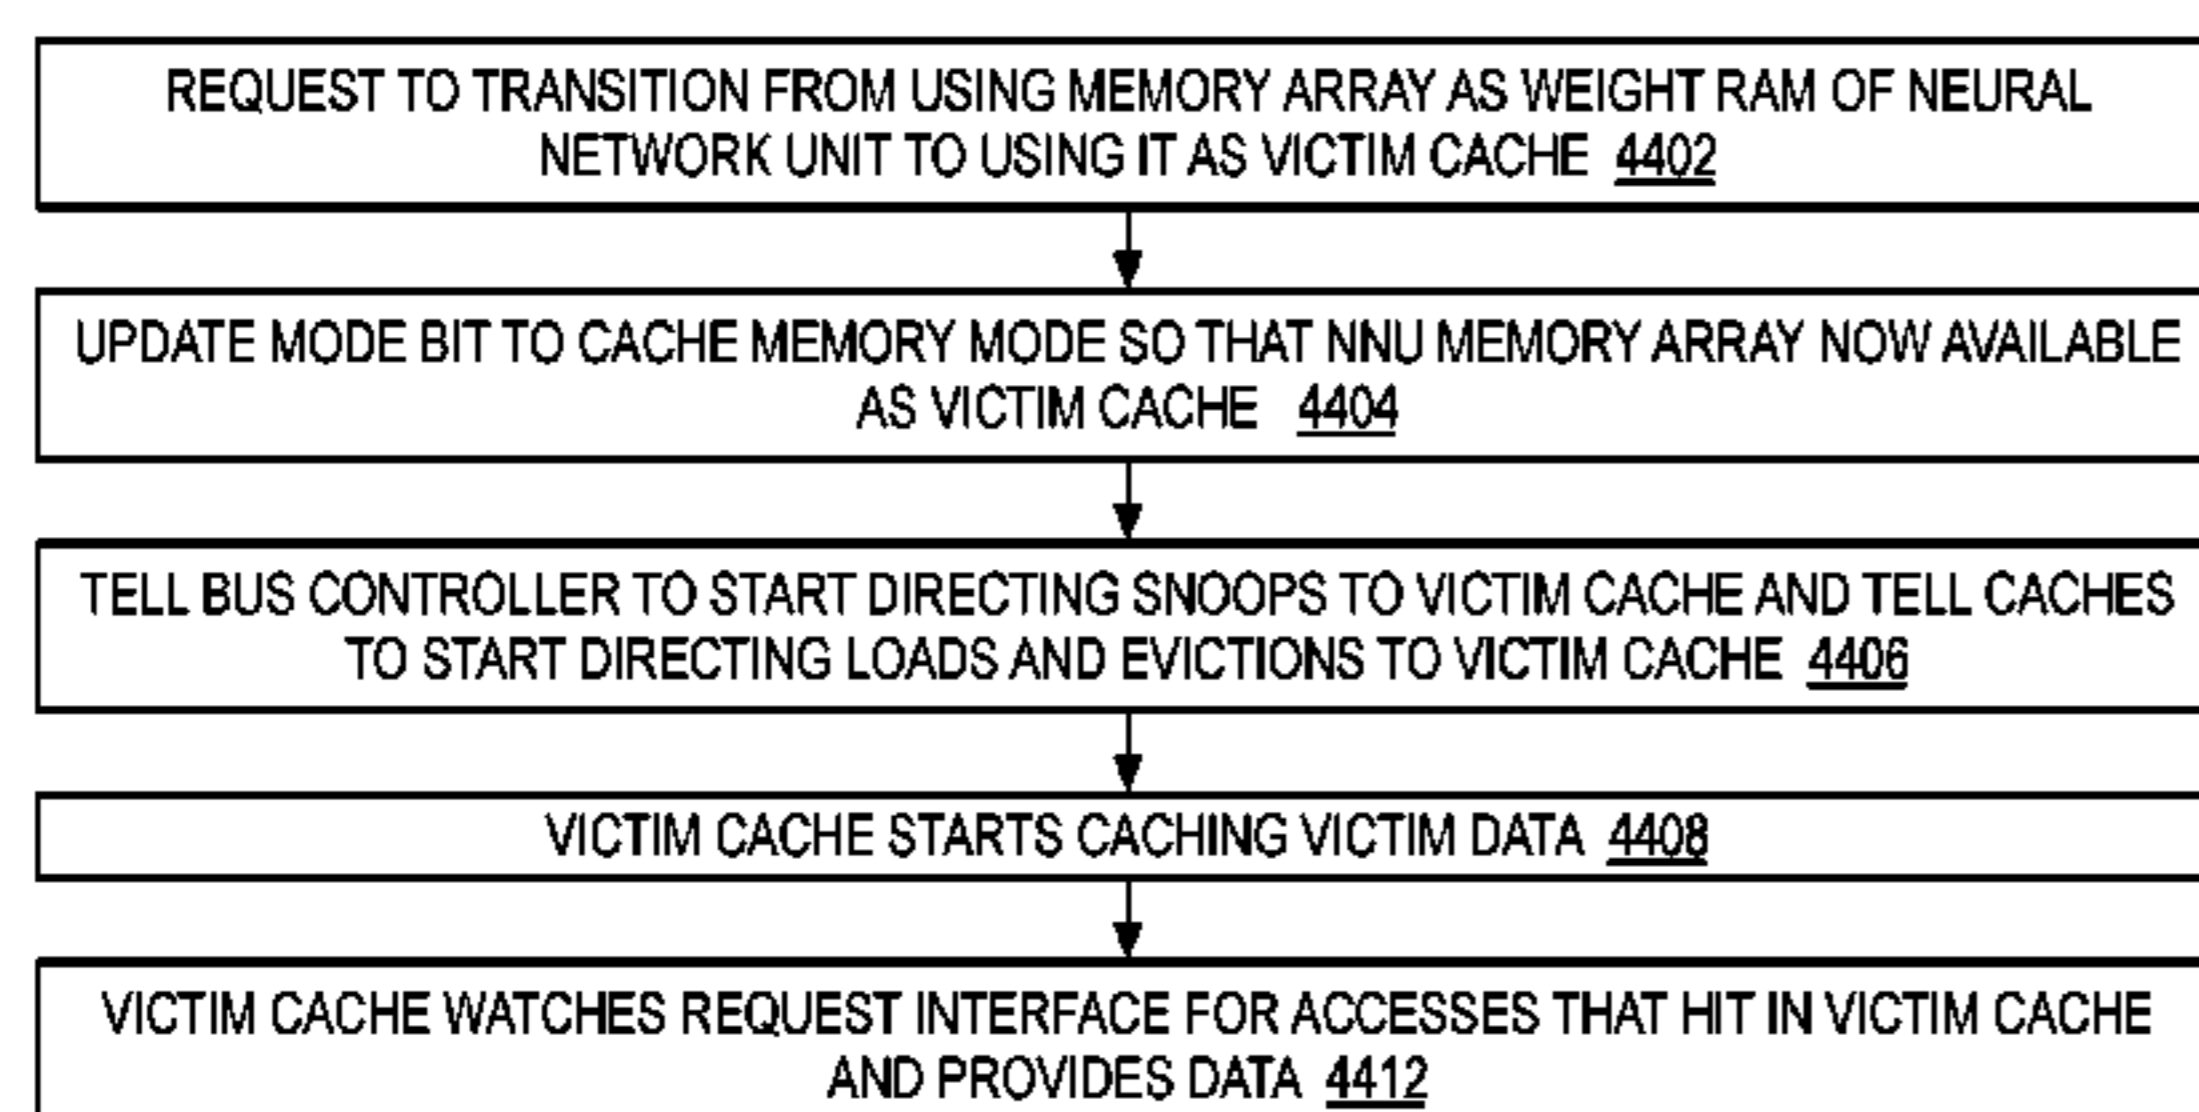 REQUEST TO TRANSITION FROM USING MEMORY ARRAY AS WEIGHT RAM OF NEURAL
NETWORK UNIT TO USING IT AS VICTIM CACHE 4402
UPDATE MODE BIT TO CACHE MEMORY MODE SO THAT NNU MEMORY ARRAY NOW AVAILABLE
AS VICTIM CACHE 4404
TELL BUS CONTROLLER TO START DIRECTING SNOOPS TO VICTIM CACHE AND TELL CACHES
TO START DIRECTING LOADS AND EVICTIONS TO VICTIM CACHE 4406
VICTIM CACHE STARTS CACHING VICTIM DATA 4408
VICTIM CACHE WATCHES REQUEST INTERFACE FOR ACCESSES THAT HIT IN VICTIM CACHE
AND PROVIDES DATA 4412